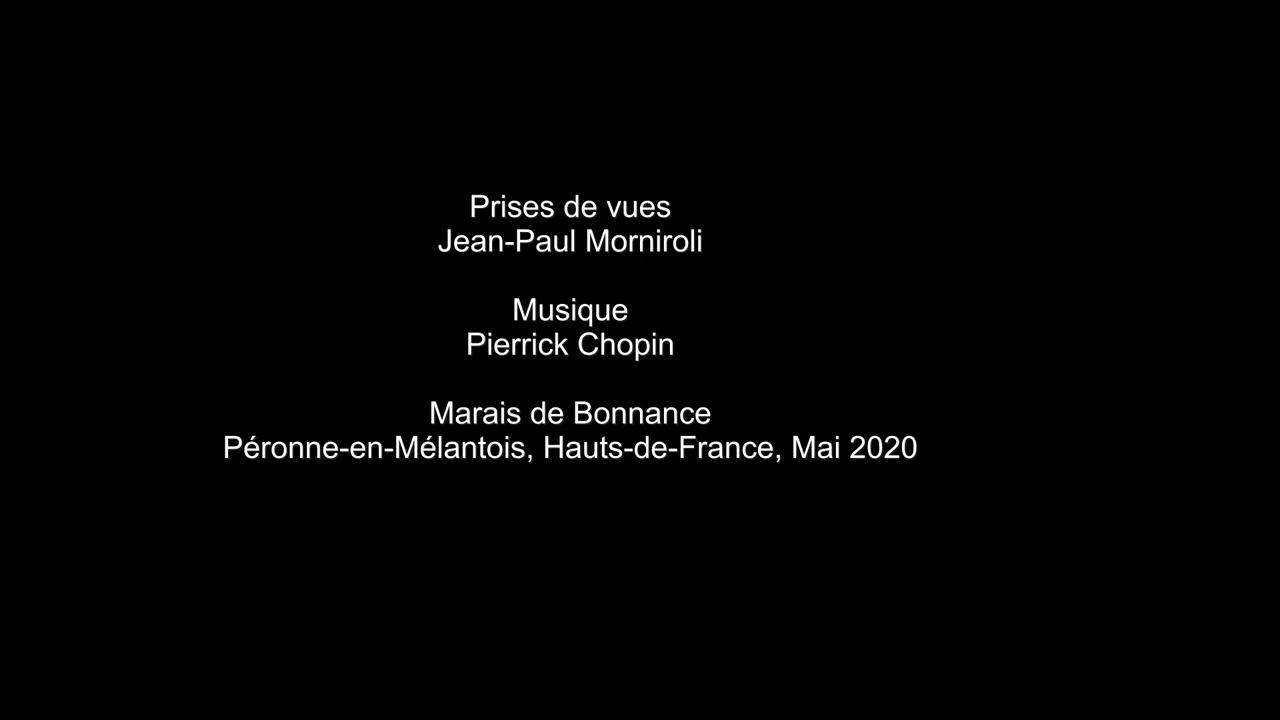 Prises de vues
Jean-Paul Morniroli
Musique
Pierrick Chopin
Marais de Bonnance
Péronne-en-Mélantois, Hauts-de-France, Mai 2020